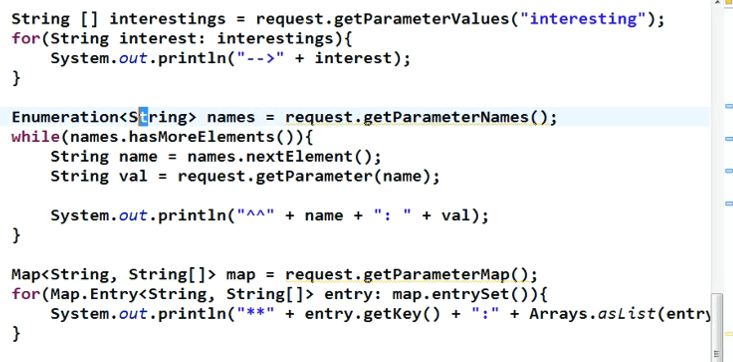 String [] interestings = request.getParameterValues("interesting");
for(String interest: interestings){
System.out.println("-->" + interest);
}
Enumeration<String> names = request.getParameterNames();
while(names.hasMoreElements()){
String name = names.nextElement();
String val = request.getParameter(name);
System.out.println("^^" + name + ": " + val);
}
Map<String, String[]> map = request.getParameterMap();
for(Map.Entry<String, String[]> entry: map.entrySet()){
System.out.println("**" + entry.getKey() + ":" + Arrays.asList(entry
}